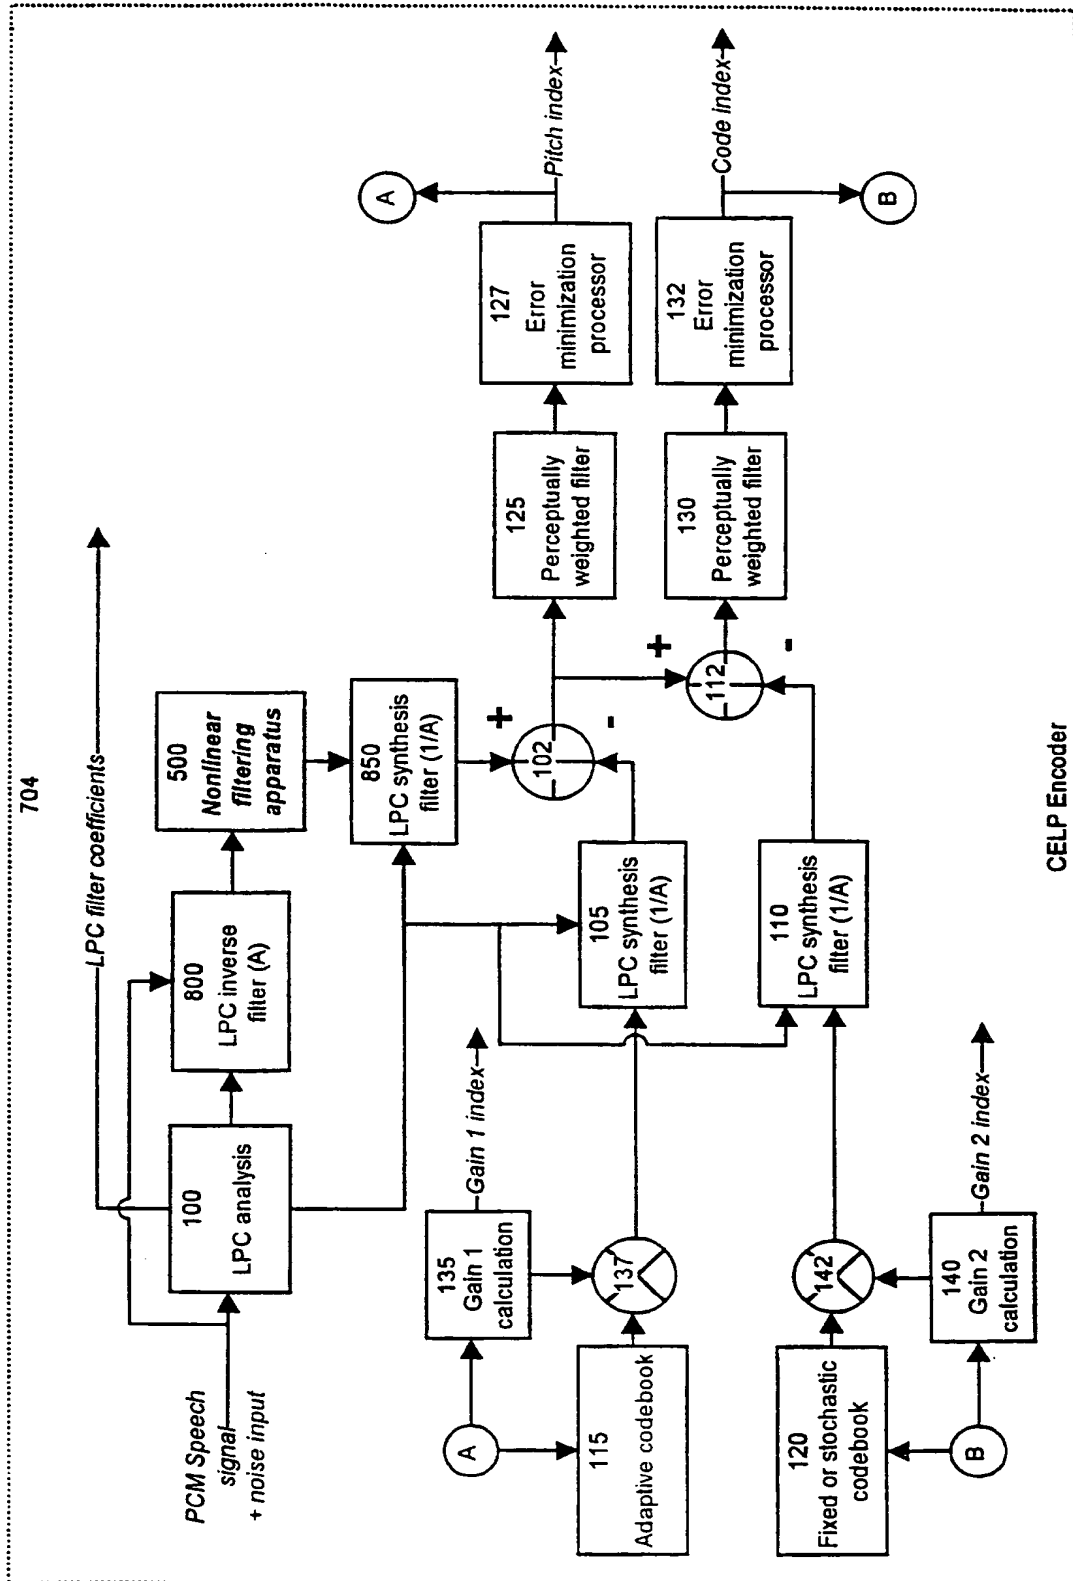 704
LPC filter coefficients
PCM Speech
signal
+ noise input
100
LPC analysis
800
LPC inverse
filter (A)
500
Nonlinear
filtering
apparatus
850
LPC synthesis
filter (1/A)
135
Gain 1
calculation
Gain 1 index
A
115
Adaptive codebook
137
105
LPC synthesis
filter (1/A)
+
102
-
125
Perceptually
weighted filter
127
Error
minimization
processor
A
Pitch index
120
Fixed or stochastic
codebook
B
142
140
Gain 2
calculation
Gain 2 index
110
LPC synthesis
filter (1/A)
+
112
-
130
Perceptually
weighted filter
132
Error
minimization
processor
Code index
B
CELP Encoder